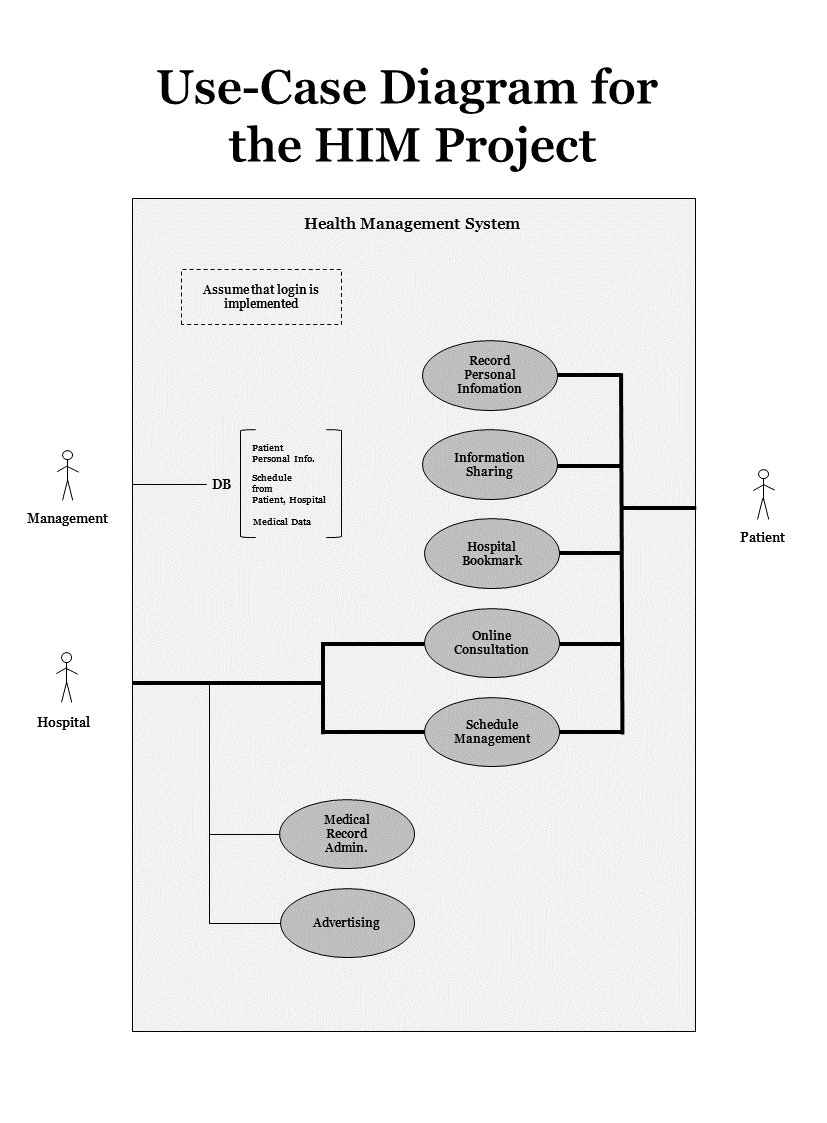 Use-Case Diagram for
the HIM Project
Health Management System
Assume that login is
implemented
Record
Personal
Infomation
Information
Sharing
Hospital
Bookmark
Online
Consultation
Schedule
Management
Management
DB
Patient
Personal Info.
Schedule
from
Patient, Hospital
Medical Data
Patient
Hospital
Medical
Record
Admin.
Advertising